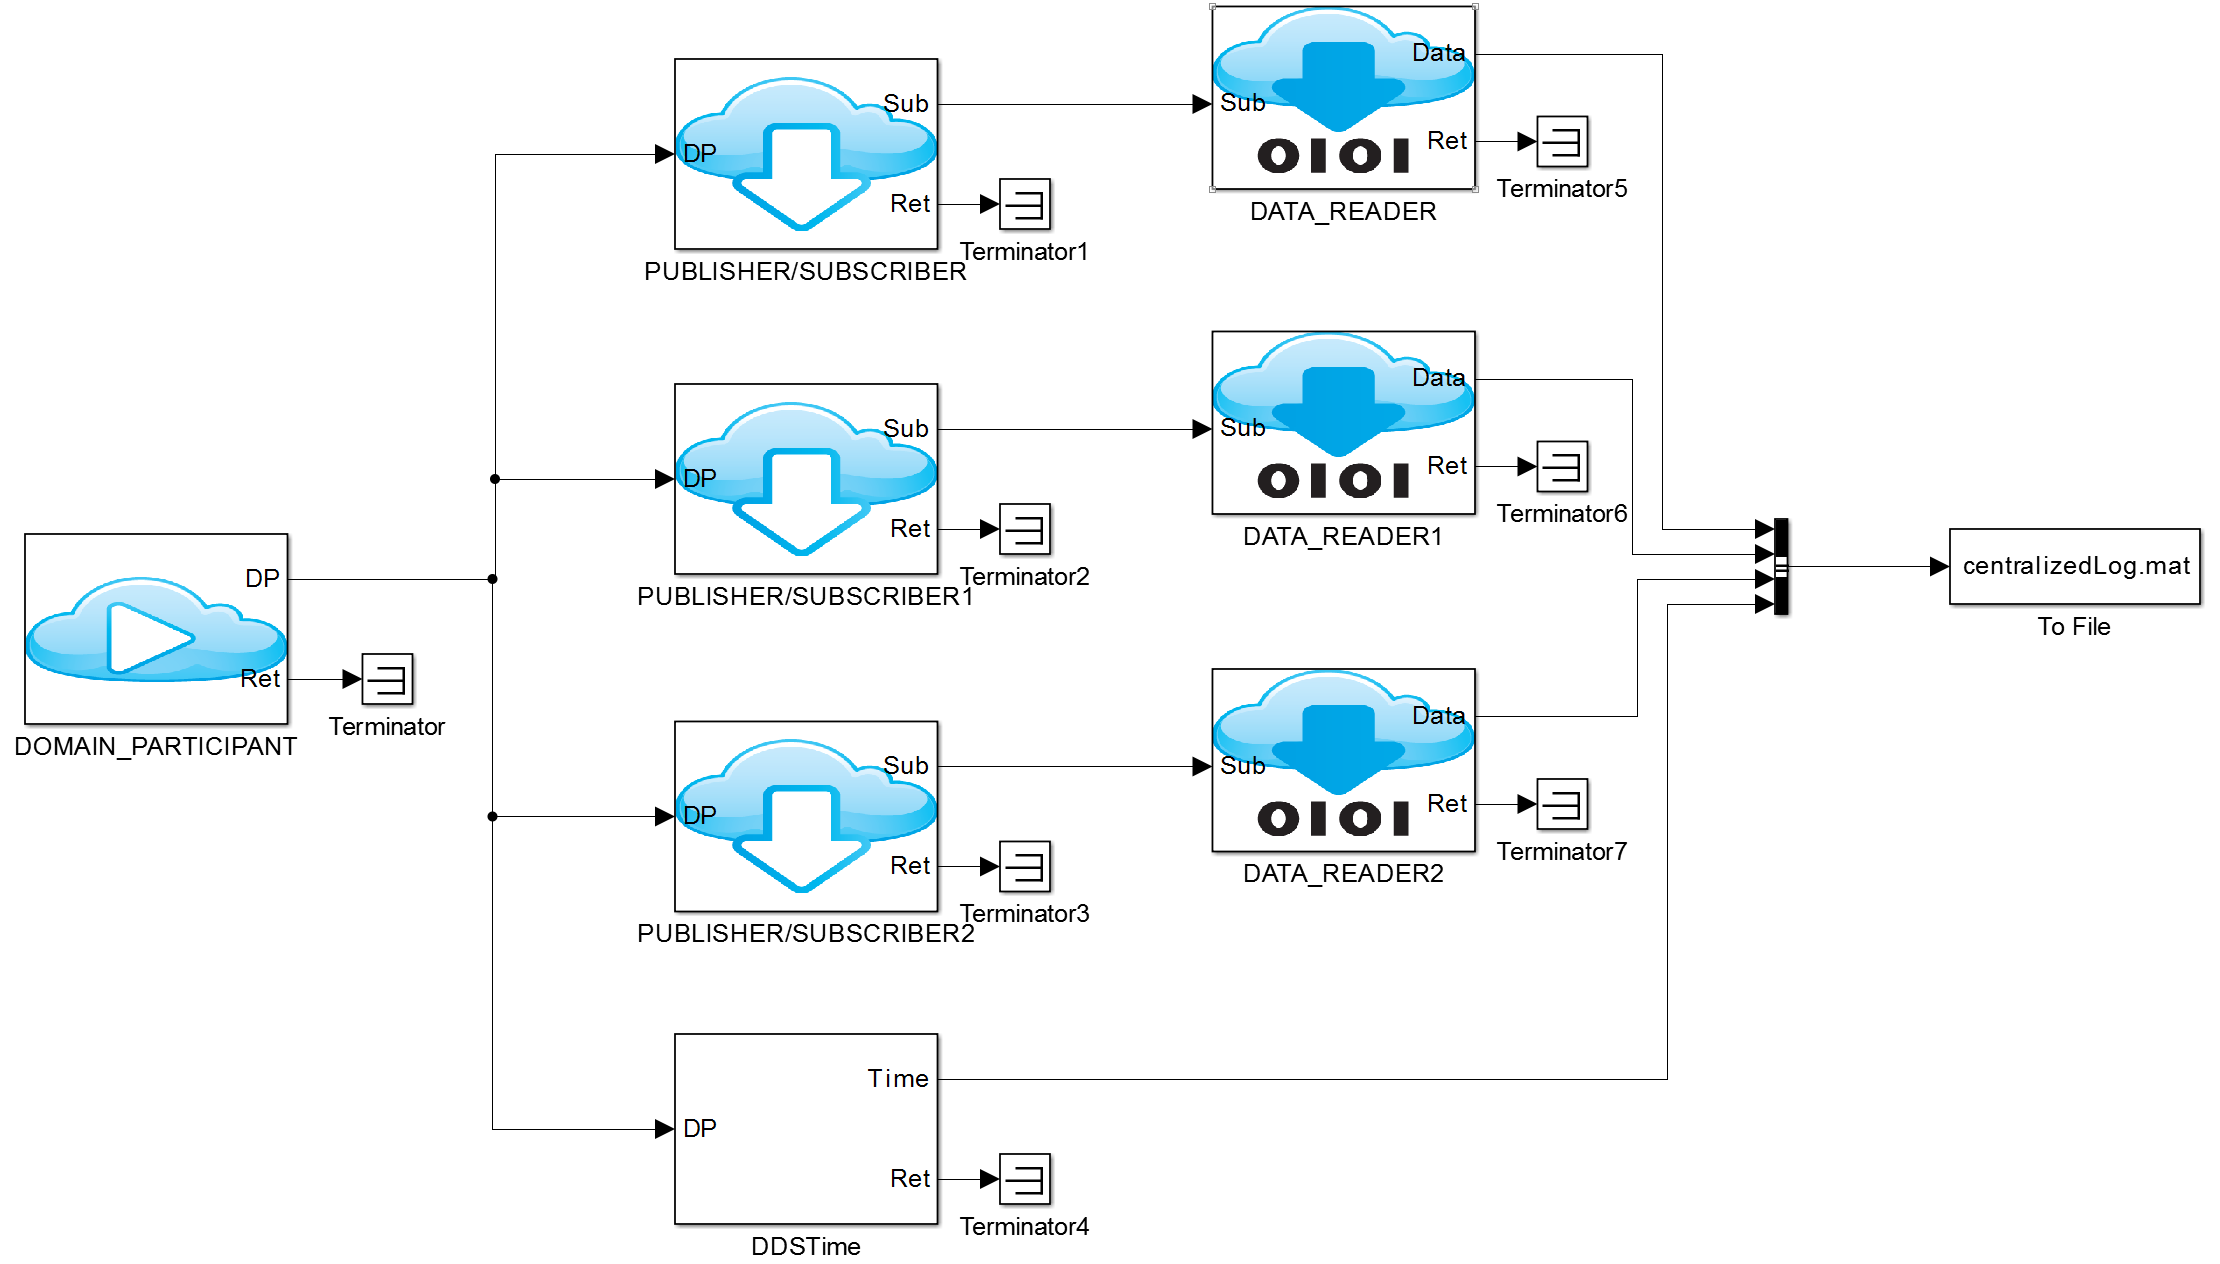 Data
Sub
Ret
Terminator5
DATA_READER
Sub
DP
Ret
Terminator1
PUBLISHER/SUBSCRIBER
Data
Sub
Ret
Terminator6
DATA_READER1
Sub
DP
Ret
Terminator2
PUBLISHER/SUBSCRIBER1
DP
Ret
Terminator
DOMAIN_PARTICIPANT
centralizedLog.mat
To File
Data
Sub
Ret
Terminator7
DATA_READER2
Sub
DP
Ret
Terminator3
PUBLISHER/SUBSCRIBER2
Time
DP
Ret
Terminator4
DDSTime
0101
0101
0101